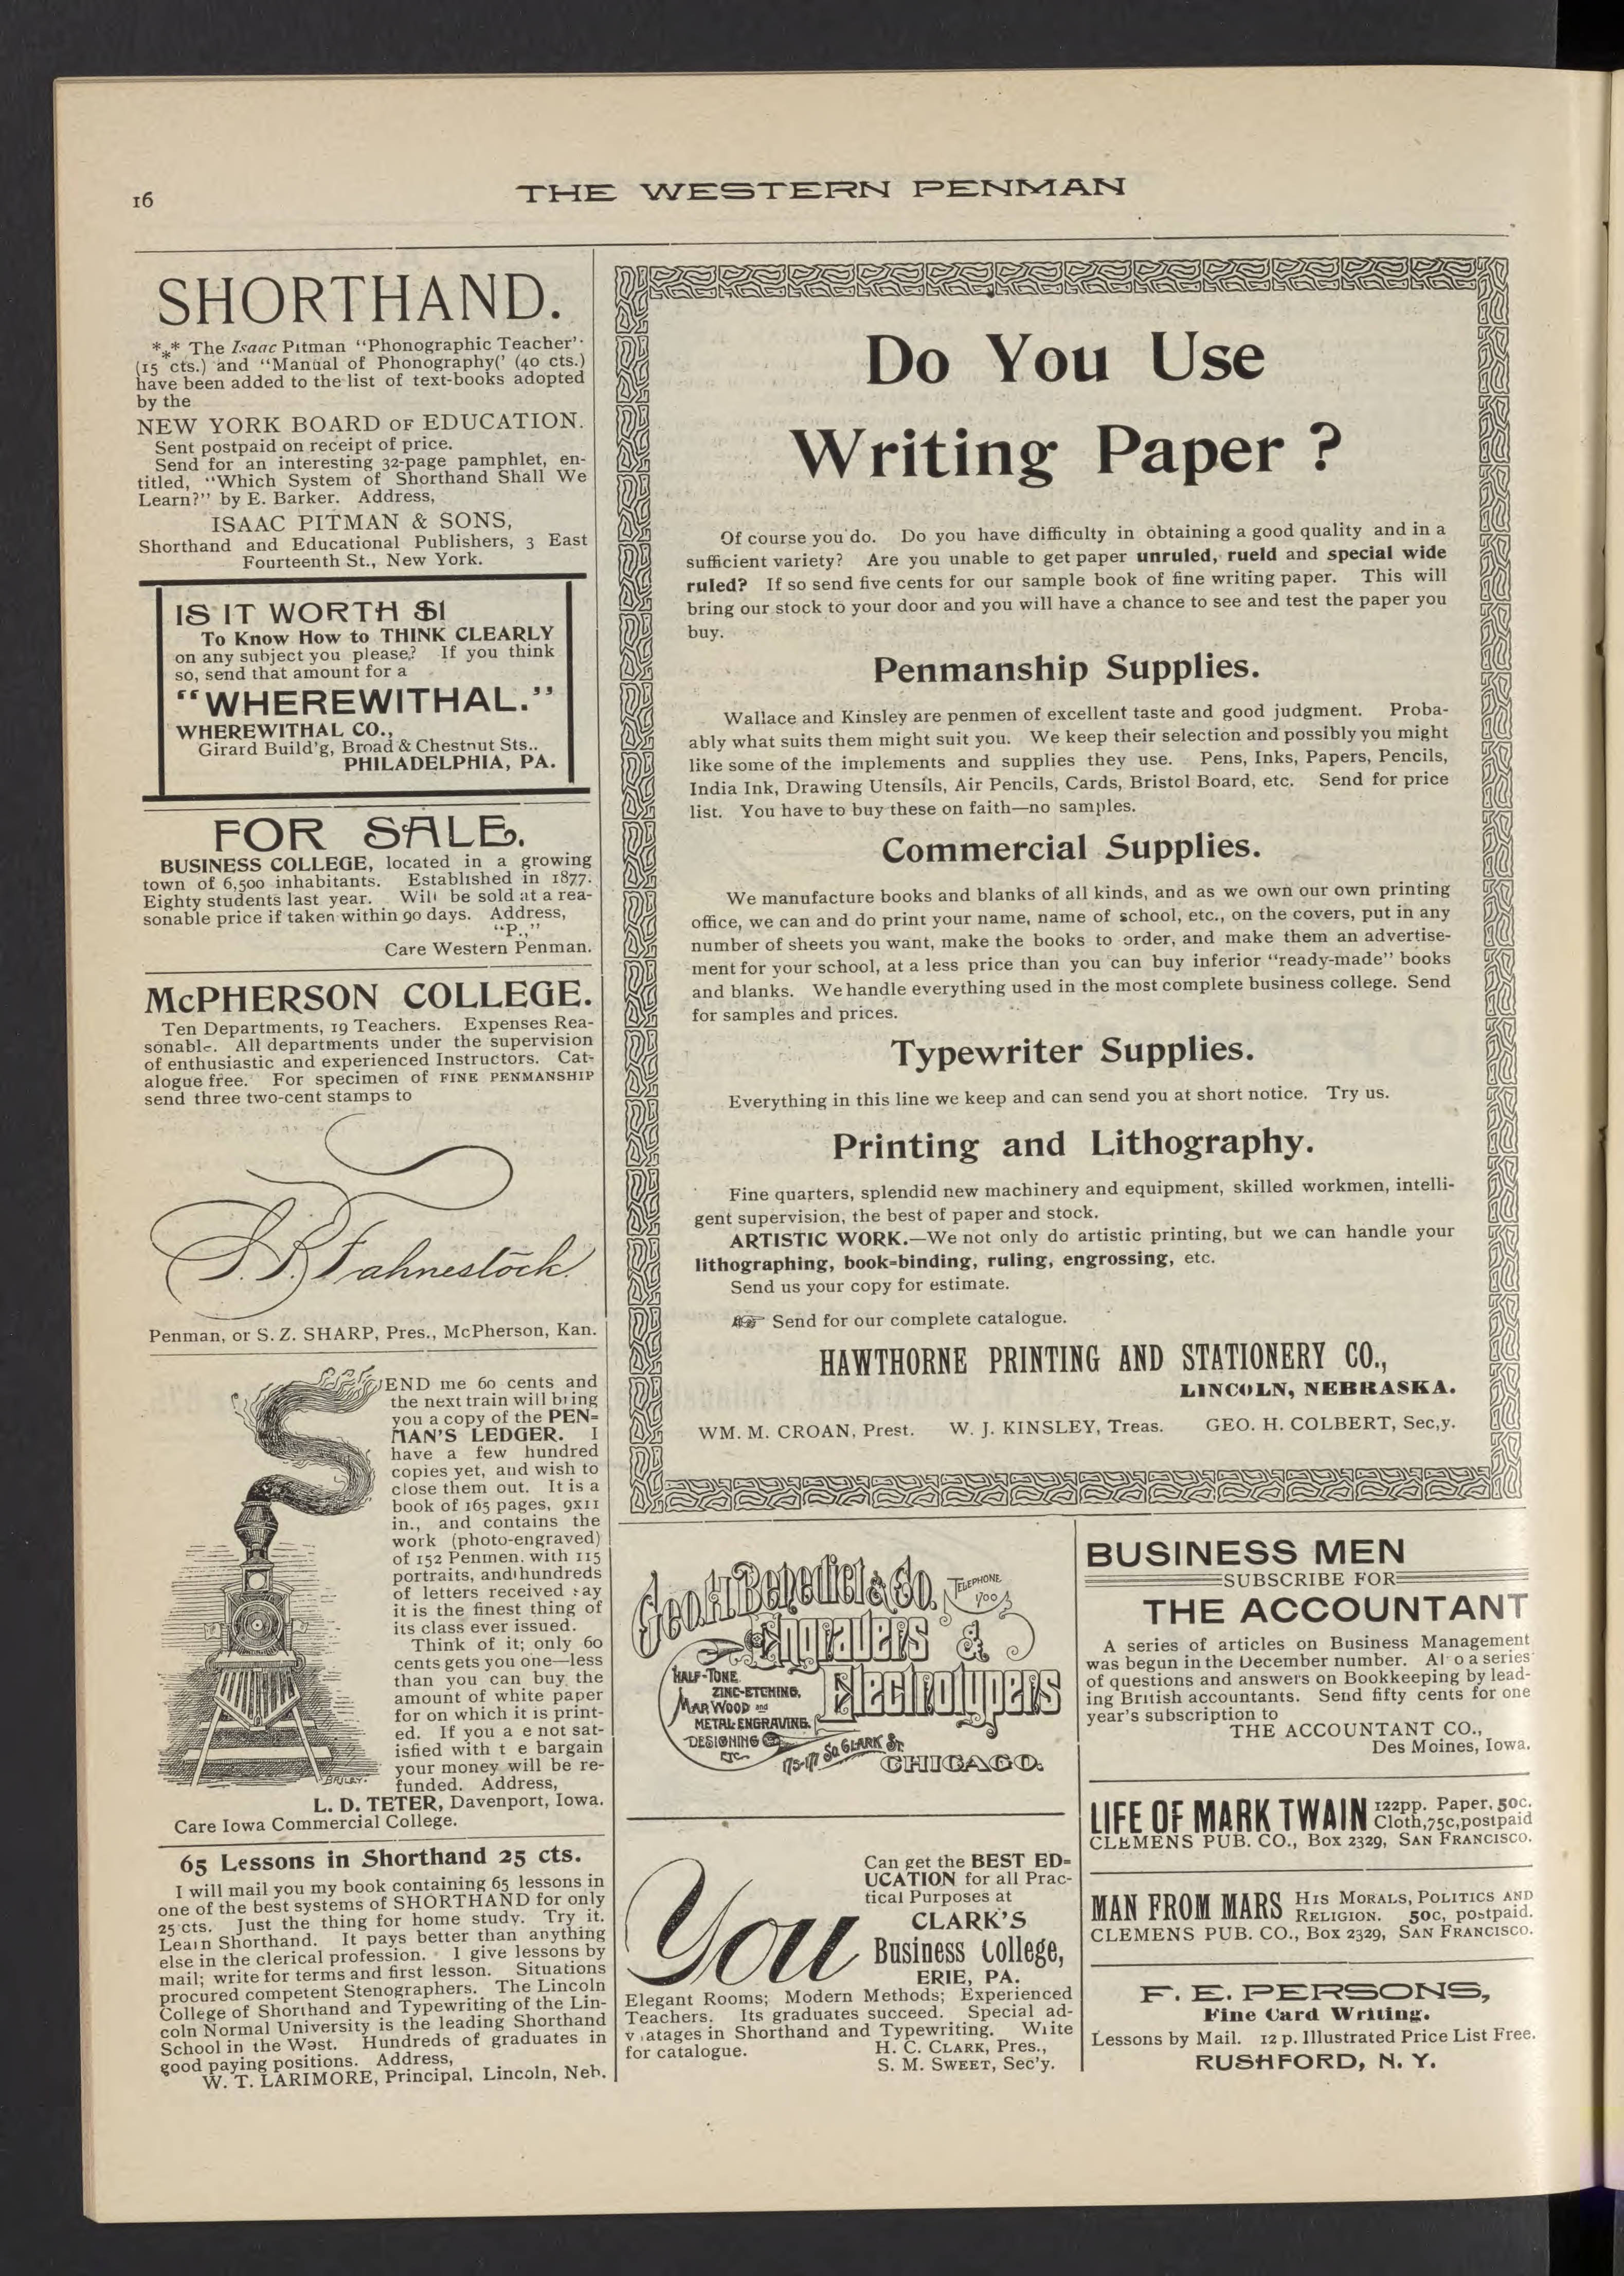 16
THE WESTERN PENMAN
SHORTHAND.
*⁎* The Isaac Pitman "Phonographic Teacher'·
(15 cts.) and "Manual of Phonography(' (40 cts.)
have been added to the list of text-books adopted
by the
NEW YORK BOARD OF EDUCATION.
Sent postpaid on receipt of price.
Send for an interesting 32-page pamphlet, en-
titled, "Which System of Shorthand Shall We
Learn?" by E. Barker. Address,
ISAAC PITMAN & SONS,
Shorthand and Educational Publishers, 3 East
Fourteenth St., New York.
IS IT WORTH $1
To Know How to THINK CLEARLY
on any subject you please? If you think
so, send that amount for a
"WHEREWITHAL."
WHEREWITHAL CO.,
Girard Build'g, Broad & Chestnut Sts..
PHILADELPHIA, PA.
FOR SALE.
BUSINESS COLLEGE, located in a growing
town of 6,500 inhabitants. Established in 1877.
Eighty students last year. Will be sold at a rea-
sonable price if taken within 90 days. Address,
"P.,"
Care Western Penman.
McPHERSON COLLEGE.
Ten Departments, 19 Teachers. Expenses Rea-
sonable. All departments under the supervision
of enthusiastic and experienced Instructors. Cat-
alogue free. For specimen of FINE PENMANSHIP
send three two-cent stamps to
S. B. Fahnestock.
Penman, or S. Z. SHARP, Pres., McPherson, Kan.
SEND me 60 cents and
the next train will bring
you a copy of the PEN-
MAN'S LEDGER. I
have a few hundred
copies yet, and wish to
close them out. It is a
book of 165 pages, 9x11
in., and contains the
work (photo-engraved)
of 152 Penmen. with 115
portraits, and hundreds
of letters received say
it is the finest thing of
its class ever issued.
Think of it; only 60
cents gets you one—less
than you can buy the
amount of white paper
for on which it is print-
ed. If you a e not sat-
isfied with t e bargain
your money will be re-
funded. Address,
L. D. TETER, Davenport, Iowa.
Care Iowa Commercial College.
65 Lessons in Shorthand 25 cts.
I will mail you my book containing 65 lessons in
one of the best systems of SHORTHAND for only
25 cts. Just the thing for home study. Try it.
Learn Shorthand. It pays better than anything
else in the clerical profession. I give lessons by
mail; write for terms and first lesson. Situations
procured competent Stenographers. The Lincoln
College of Shorthand and Typewriting of the Lin-
coln Normal University is the leading Shorthand
School in the West. Hundreds of graduates in
good paying positions. Address,
W. T. LARIMORE, Principal, Lincoln, Neb.
Do You Use
Writing Paper ?
Of course you do. Do you have difficulty in obtaining a good quality and in a
sufficient variety? Are you unable to get paper unruled, rueld and special wide
ruled? If so send five cents for our sample book of fine writing paper. This will
bring our stock to your door and you will have a chance to see and test the paper you
buy.
Penmanship Supplies.
Wallace and Kinsley are penmen of excellent taste and good judgment. Proba-
ably what suits them might suit you. We keep their selection and possibly you might
like some of the implements and supplies they use. Pens, Inks, Papers, Pencils,
India Ink, Drawing Utensils, Air Pencils, Cards, Bristol Board, etc. Send for price
list. You have to buy these on faith—no samples.
Commercial Supplies.
We manufacture books and blanks of all kinds, and as we own our own printing
office, we can and do print your name, name of school, etc., on the covers, put in any
number of sheets you want, make the books to order, and make them an advertise-
ment for your school, at a less price than you can buy inferior "ready-made" books
and blanks. We handle everything used in the most complete business college. Send
for samples and prices.
Typewriter Supplies.
Everything in this line we keep and can send you at short notice. Try us.
Printing and Lithography.
Fine quarters, splendid new machinery and equipment, skilled workmen, intelli-
gent supervision, the best of paper and stock.
ARTISTIC WORK.—We not only do artistic printing, but we can handle your
lithographing, book-binding, ruling, engrossing, etc.
Send us your copy for estimate.
☞ Send for our complete catalogue.
HAWTHORNE PRINTING AND STATIONERY CO.,
LINCOLN, NEBRASKA.
WM. M. CROAN, Prest. W. J. KINSLEY, Treas. GEO. H. COLBERT, Sec,y.
Geo. H. Benedict & Co.
TELEPHONE
1700
Engravers &
Electrotypers
HALF-TONE,
ZINC-ETCHING,
MAP, WOOD and
METAL-ENGRAVING.
DESIGNING
ETC.
175-177 SO. CLARK ST.
CHICAGO.
You
Can get the BEST ED-
UCATION for all Prac-
tical Purposes at
CLARK'S
Business College,
ERIE, PA.
Elegant Rooms; Modern Methods; Experienced
Teachers. Its graduates succeed. Special ad-
v atages in Shorthand and Typewriting. Write
for catalogue. H. C. CLARK, Pres.,
S. M. SWEET, Sec'y.
BUSINESS MEN
SUBSCRIBE FOR
THE ACCOUNTANT
A series of articles on Business Management
was begun in the December number. Al o a series
of questions and answers on Bookkeeping by lead-
ing British accountants. Send fifty cents for one
year's subscription to
THE ACCOUNTANT CO.,
Des Moines, Iowa.
LIFE OF MARK TWAIN 122pp. Paper, 50c.
Cloth,75c,postpaid
CLEMENS PUB. CO., Box 2329, SAN FRANCISCO.
MAN FROM MARS HIS MORALS, POLITICS AND
RELIGION. 50c, postpaid.
CLEMENS PUB. CO., Box 2329, SAN FRANCISCO.
F. E. PERSONS,
Fine Card Writing.
Lessons by Mail. 12 p. Illustrated Price List Free.
RUSHFORD, N. Y.